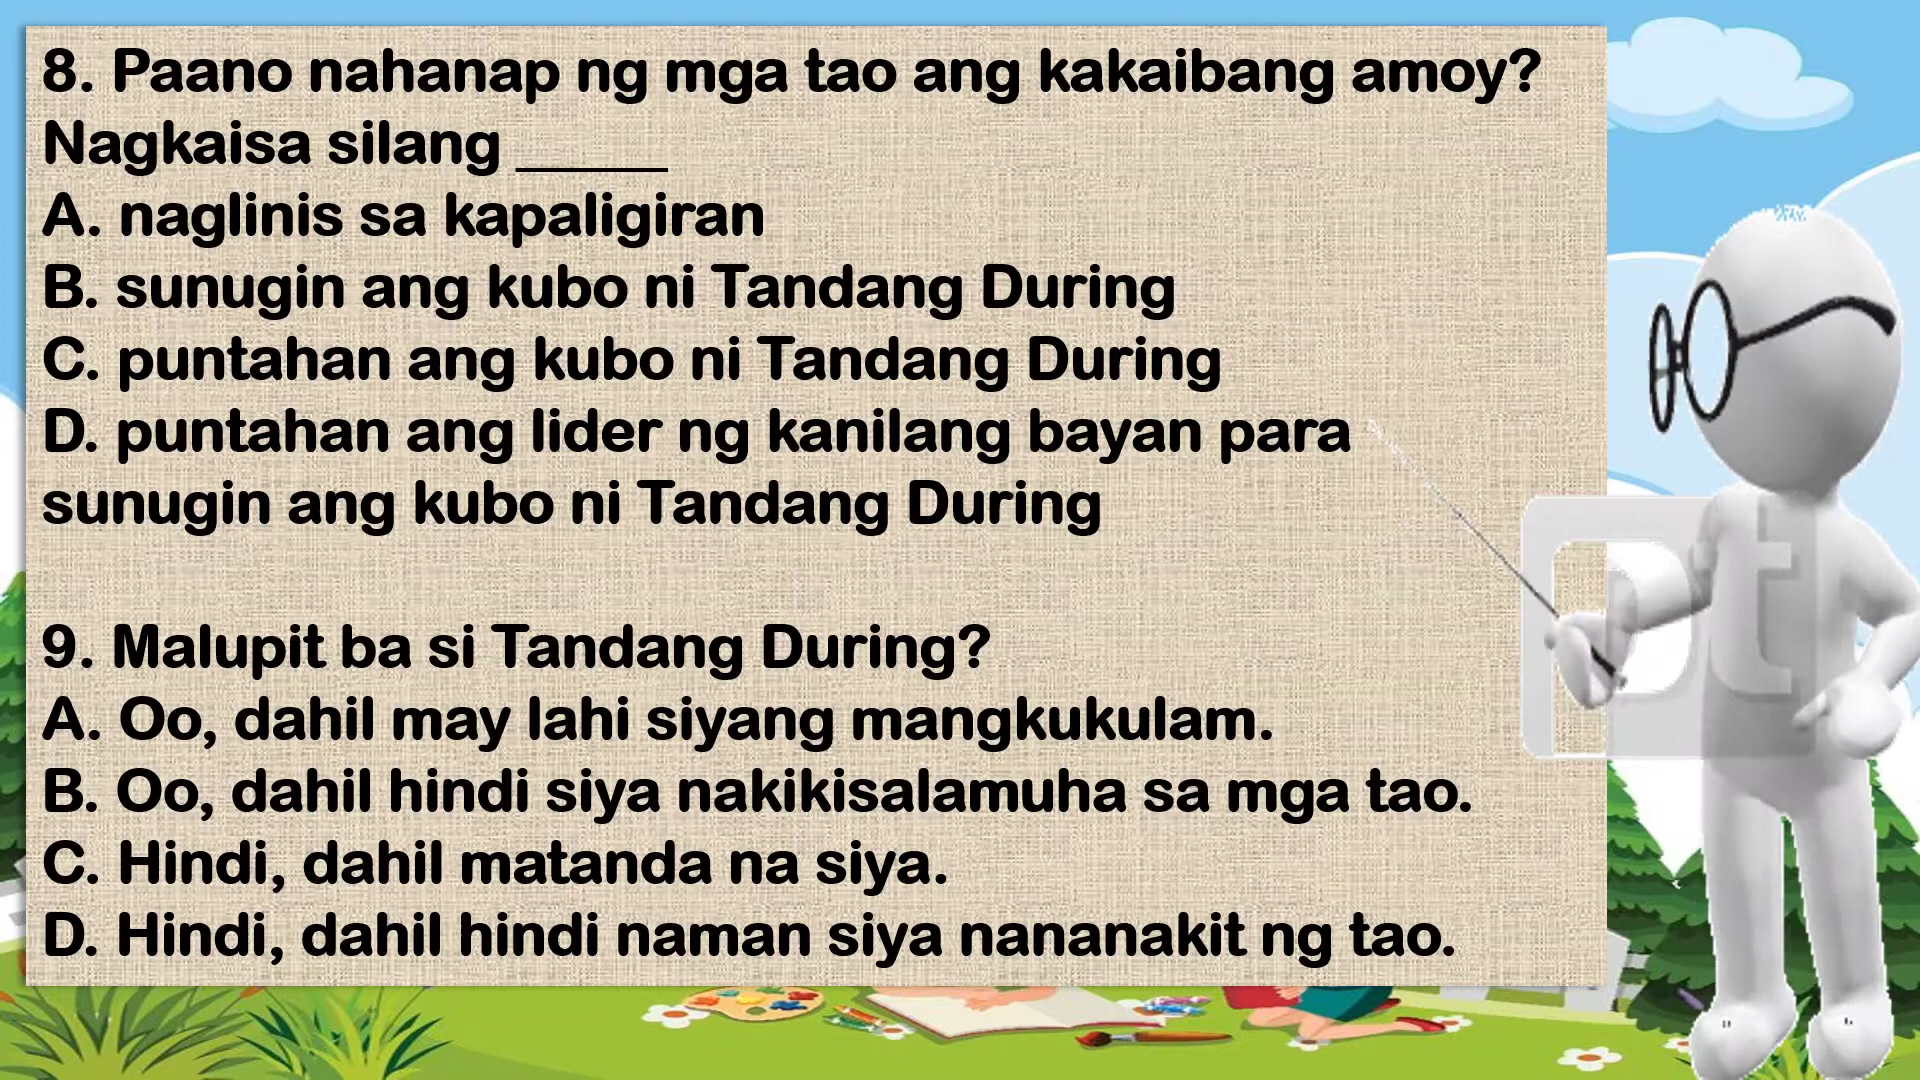 8. Paano nahanap ng mga tao ang kakaibang amoy?
Nagkaisa silang _____
A. naglinis sa kapaligiran
B. sunugin ang kubo ni Tandang During
C. puntahan ang kubo ni Tandang During
D. puntahan ang lider ng kanilang bayan para
sunugin ang kubo ni Tandang During
9. Malupit ba si Tandang During?
A. Oo, dahil may lahi siyang mangkukulam.
B. Oo, dahil hindi siya nakikisalamuha sa mga tao.
C. Hindi, dahil matanda na siya.
D. Hindi, dahil hindi naman siya nananakit ng tao.